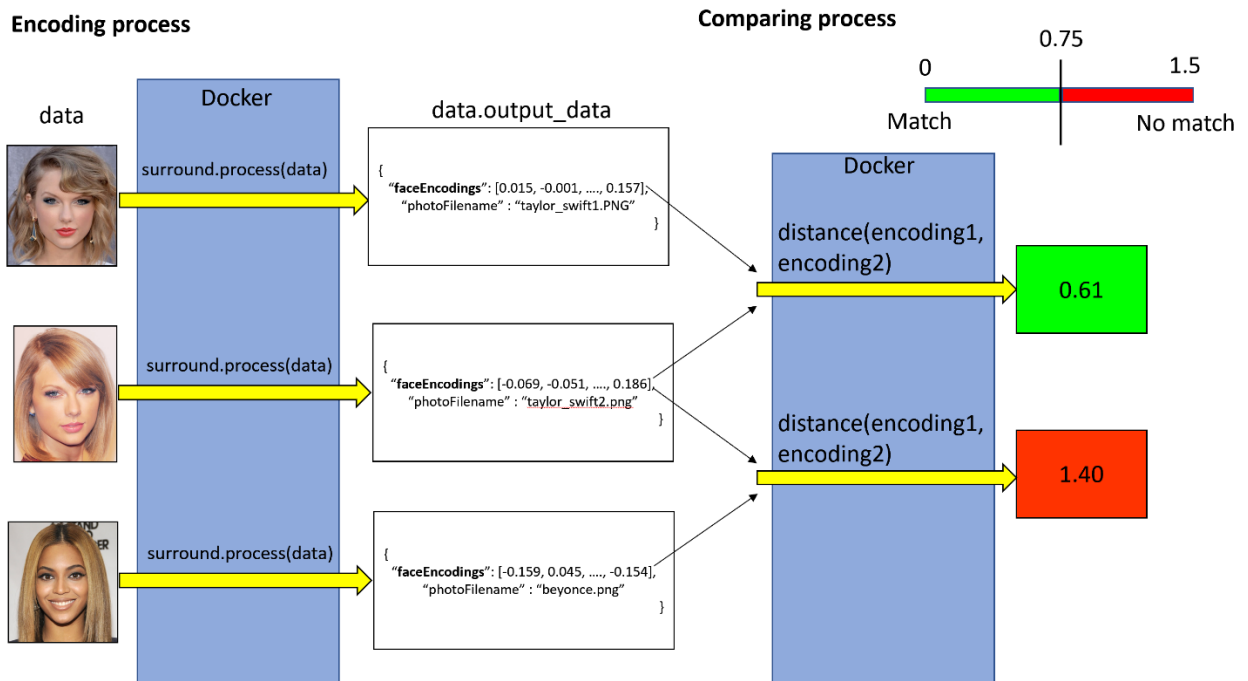 Encoding process
Comparing process
data
Docker
data.output_data
surround.process(data)
{
“faceEncodings”: [0.015, -0.001, …., 0.157],
“photoFilename” : “taylor_swift1.PNG”
}
surround.process(data)
{
“faceEncodings”: [-0.069, -0.051, …., 0.186],
“photoFilename” : “taylor_swift2.png”
}
surround.process(data)
{
“faceEncodings”: [-0.159, 0.045, …., -0.154],
“photoFilename” : “beyonce.png”
}
0.75
0
1.5
Match
No match
Docker
distance(encoding1,
encoding2)
0.61
distance(encoding1,
encoding2)
1.40